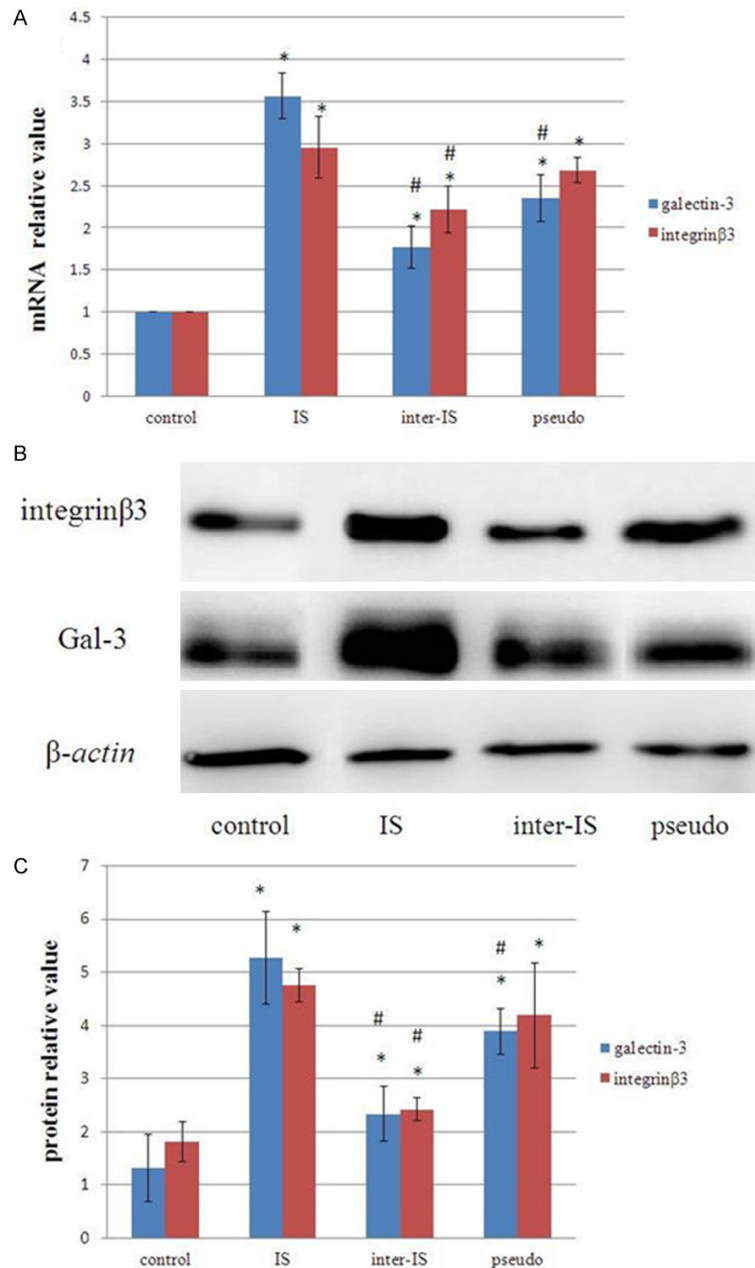 A
4.5
4
3.5
3
2.5
2
1.5
1
0.5
0
mRNA relative value
* * # * # * # * *
control IS inter-IS pseudo
galectin-3
integrinβ3
B
integrinβ3
Gal-3
β-actin
control IS inter-IS pseudo
C
7
6
5
4
3
2
1
0
protein relative value
* * # * # * # * *
control IS inter-IS pseudo
galectin-3
integrinβ3